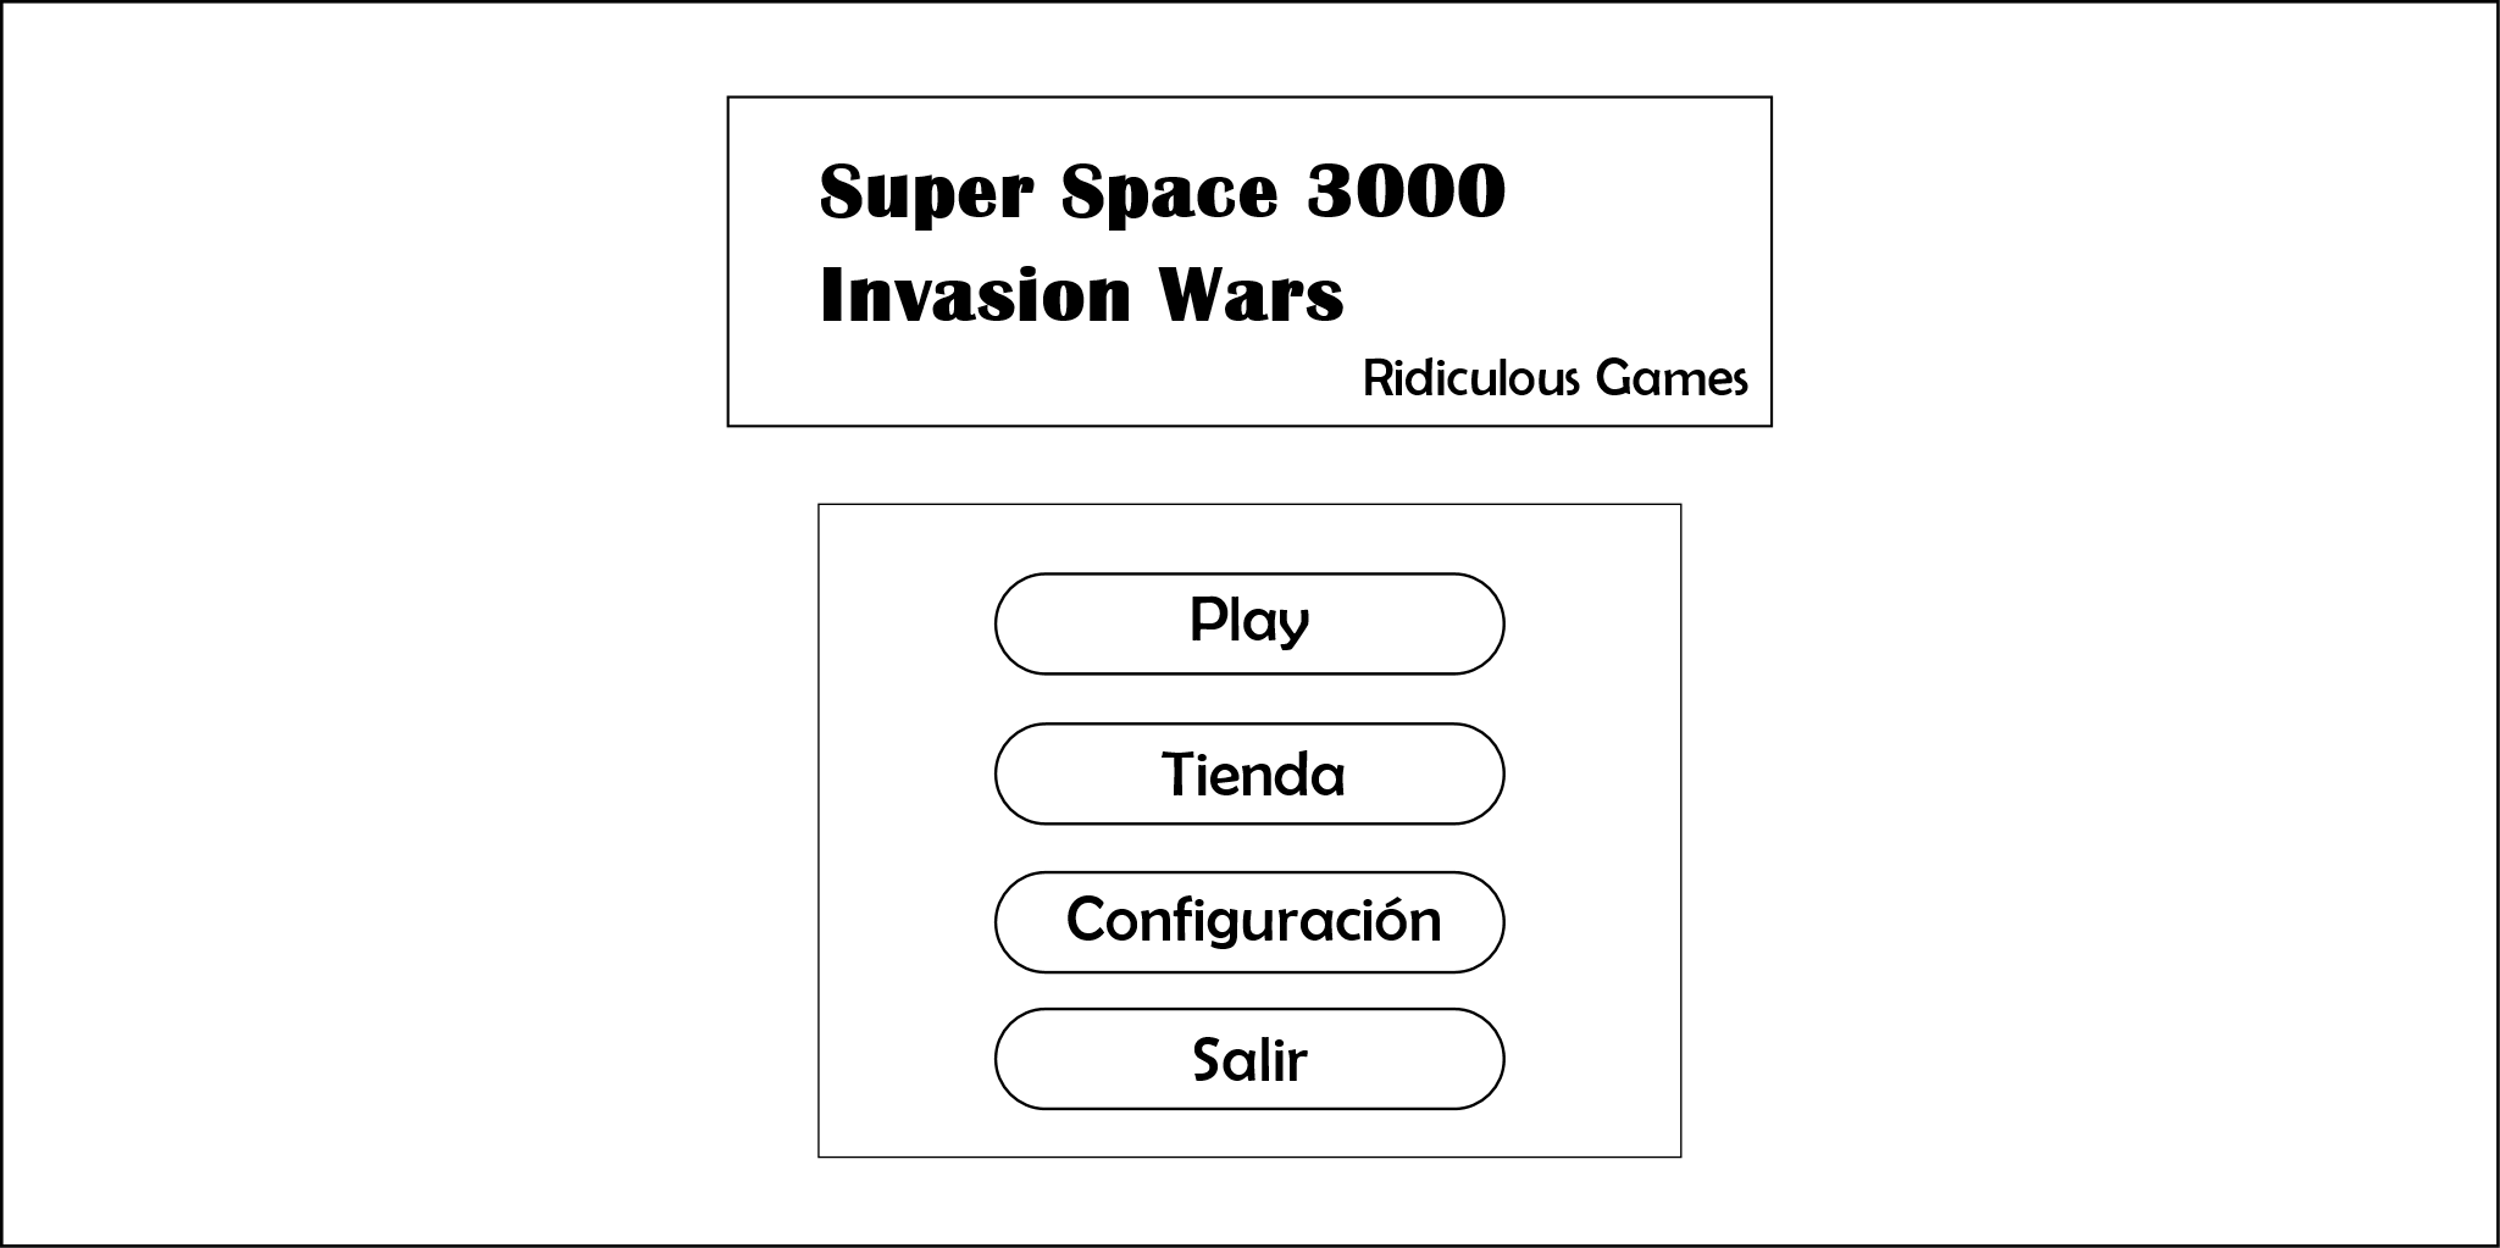 Super Space 3000
Invasion Wars
Ridiculous Games
Play
Tienda
Configuración
Salir